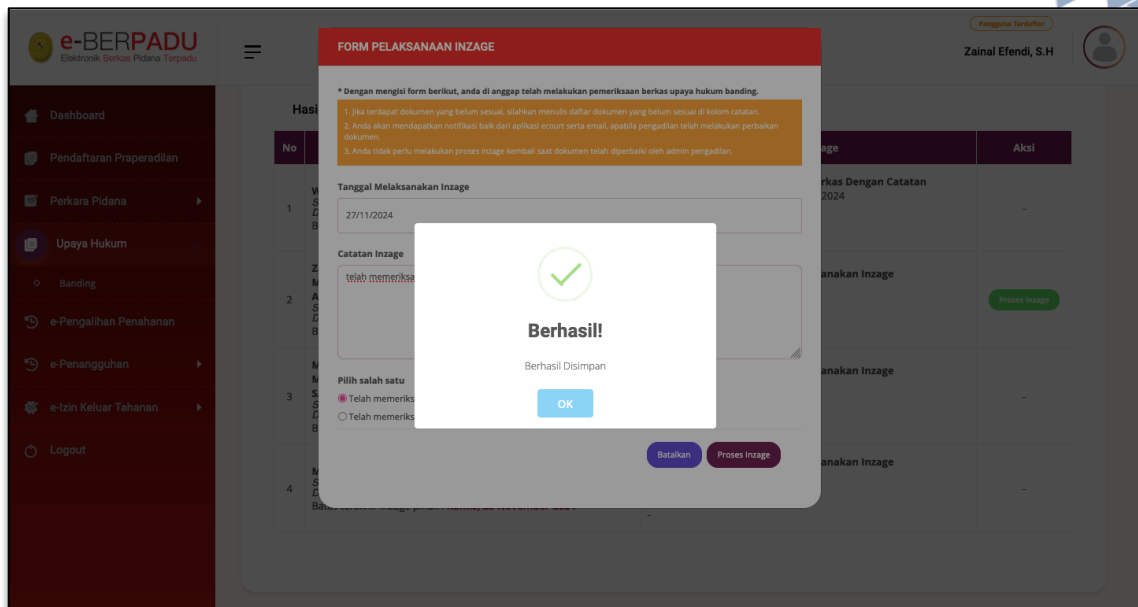 Pengguna Terdaftar
e-BERPADU
Elektronik Berkas Pidana Terpadu
Zainal Efendi, S.H
Dashboard
Pendaftaran Praperadilan
Perkara Pidana
Upaya Hukum
Banding
e-Pengalihan Penahanan
e-Penangguhan
e-Izin Keluar Tahanan
Logout
FORM PELAKSANAAN INZAGE
* Dengan mengisi form berikut, anda di anggap telah melakukan pemeriksaan berkas upaya hukum banding.
1. Jika terdapat dokumen yang belum sesuai, silahkan menulis daftar dokumen yang belum sesuai di kolom catatan.
2. Anda akan mendapatkan notifikasi baik dari aplikasi ecourt serta email, apabila pengadilan telah melakukan perbaikan
dokumen.
3. Anda tidak perlu melakukan proses inzage kembali saat dokumen telah diperbaiki oleh admin pengadilan.
Tanggal Melaksanakan Inzage
27/11/2024
Catatan Inzage
telah memeriksa
Pilih salah satu
Telah memeriks
Telah memeriks
Batalkan
Proses Inzage
Berhasil!
Berhasil Disimpan
OK
Hasi
No
age
Aksi
1
rkas Dengan Catatan
2024
-
2
anakan Inzage
Proses Inzage
3
anakan Inzage
-
4
anakan Inzage
-
-